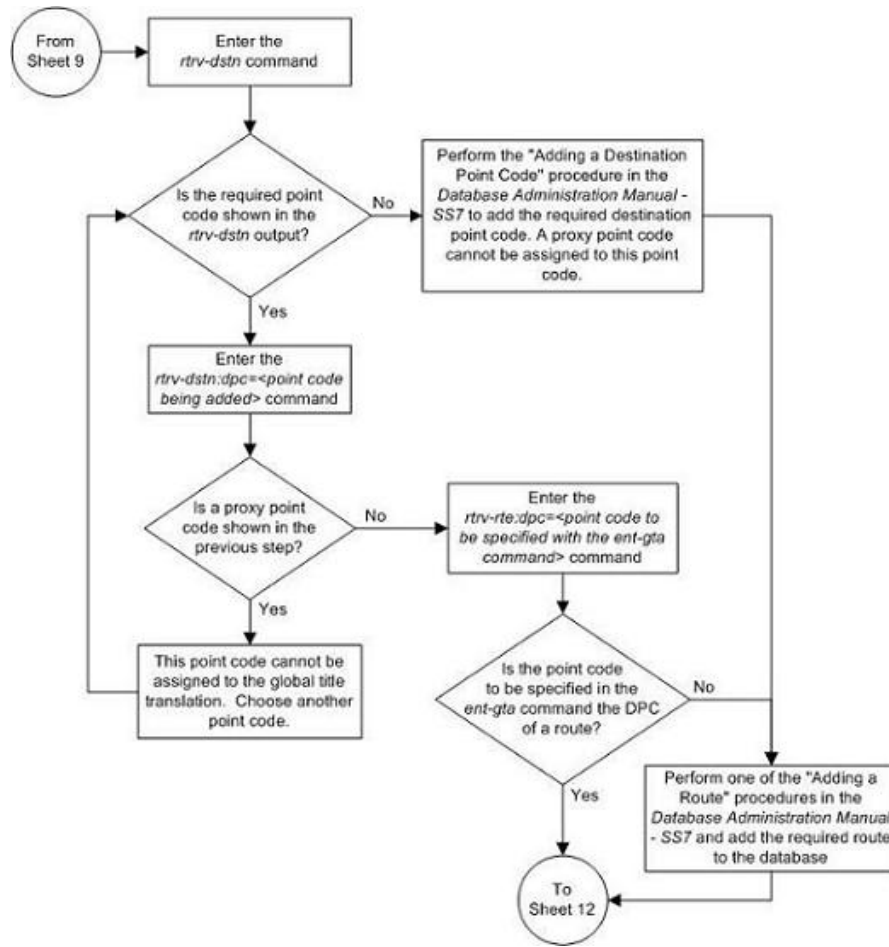 From
Sheet 9
Enter the
rtrv-dstn command
Is the required point
code shown in the
rtrv-dstn output?
No
Perform the "Adding a Destination
Point Code" procedure in the
Database Administration Manual -
SS7 to add the required destination
point code. A proxy point code
cannot be assigned to this point
code.
Yes
Enter the
rtrv-dstn:dpc=<point code
being added> command
Is a proxy point
code shown in the
previous step?
No
Enter the
rtrv-rte:dpc=<point code to
be specified with the ent-gta
command> command
Yes
This point code cannot be
assigned to the global title
translation. Choose another
point code.
Is the point code
to be specified in the
ent-gta command the DPC
of a route?
No
Yes
Perform one of the "Adding a
Route" procedures in the
Database Administration Manual
- SS7 and add the required route
to the database
To
Sheet 12